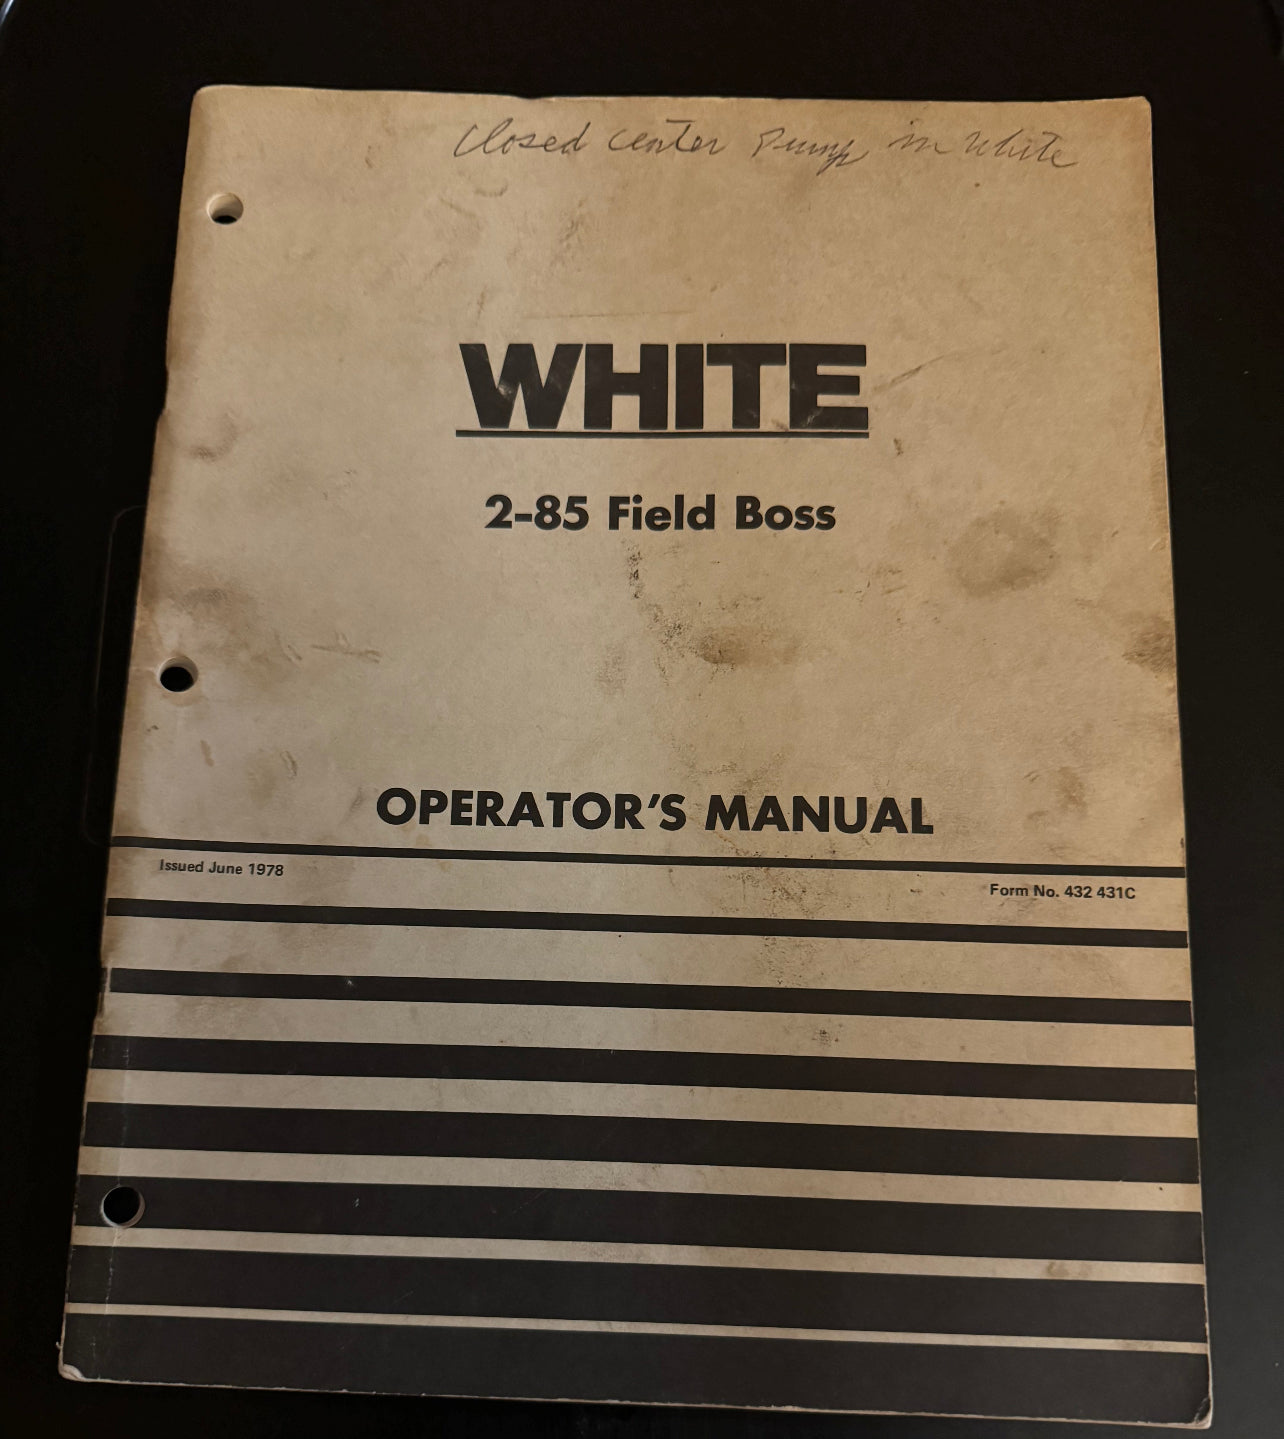 Closed Center Pump in White
WHITE
2-85 Field Boss
OPERATOR'S MANUAL
Issued June 1978
Form No. 432 431C